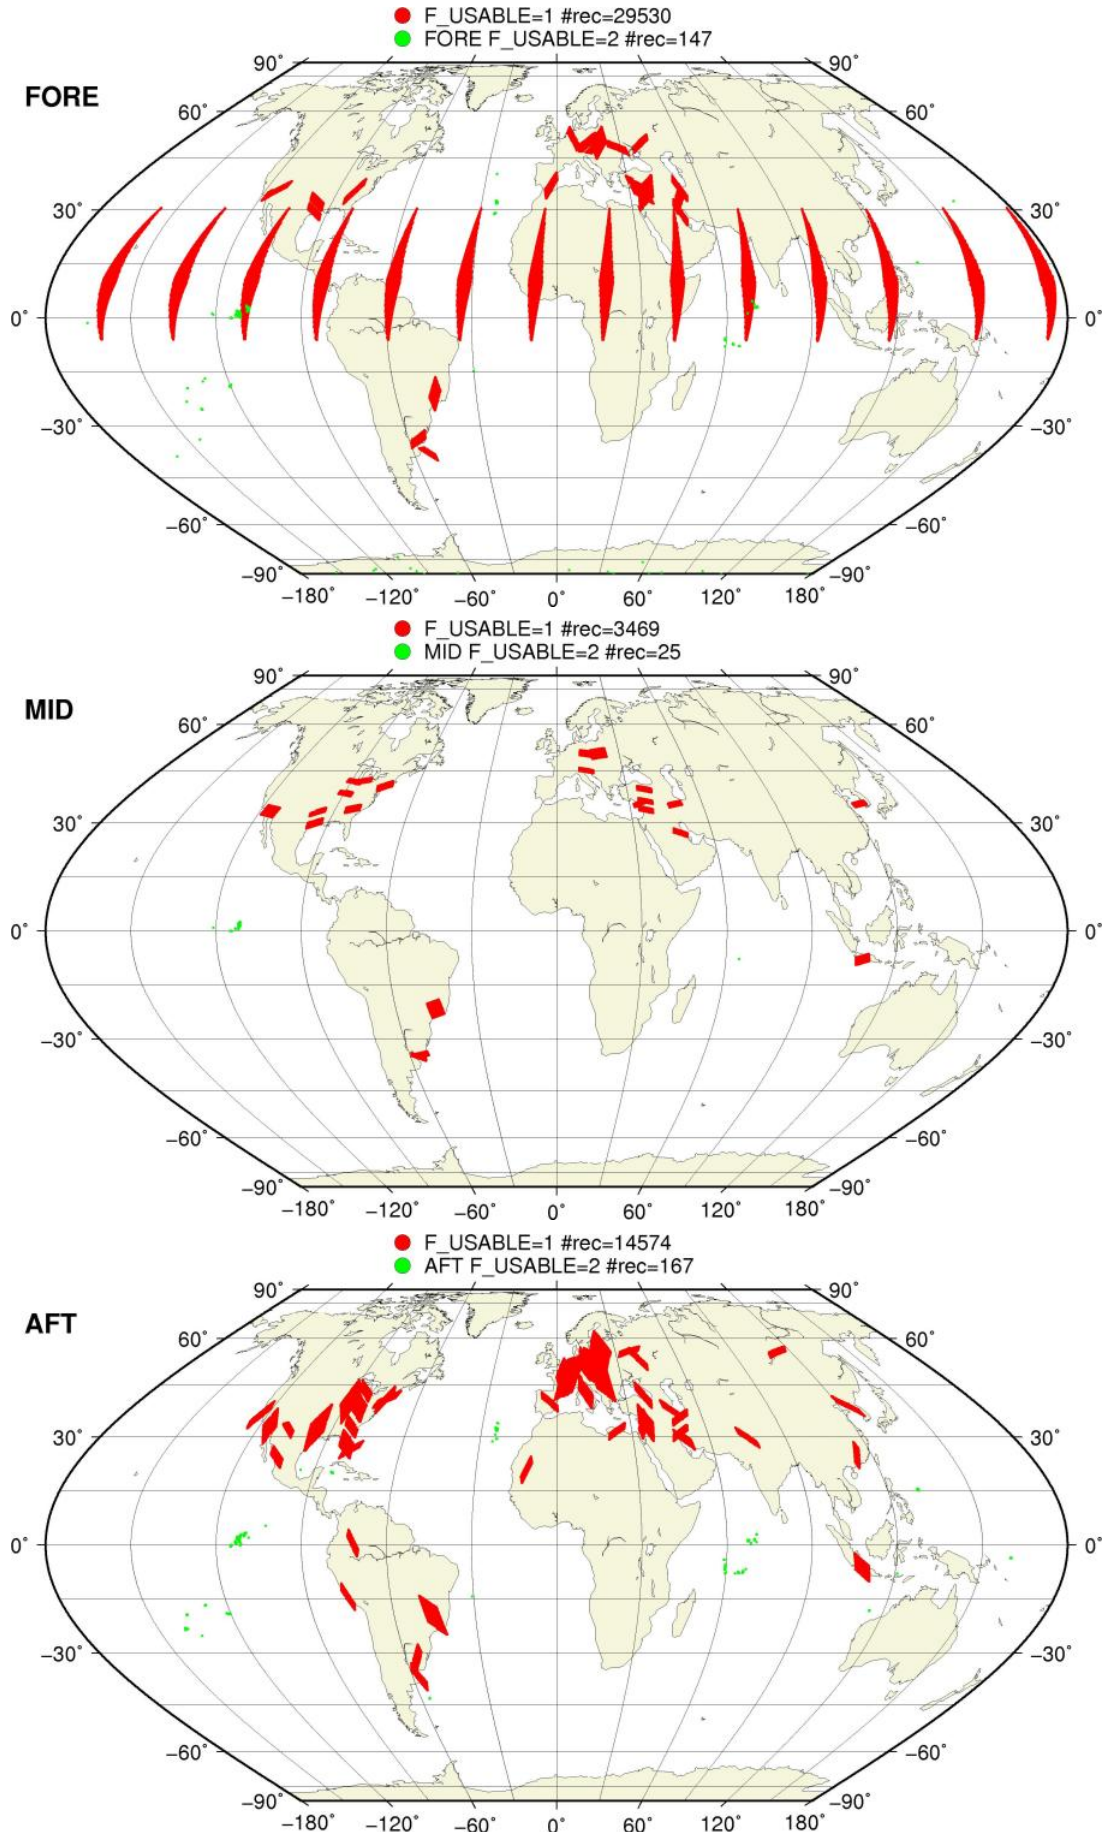 F_USABLE=1 #rec=29530
FORE F_USABLE=2 #rec=147
FORE
90˚ 90˚
60˚ 60˚
30˚ 30˚
0˚ 0˚
−30˚ −30˚
−60˚ −60˚
−90˚ −90˚
−180˚ −120˚ −60˚ 0˚ 60˚ 120˚ 180˚
F_USABLE=1 #rec=3469
MID F_USABLE=2 #rec=25
MID
90˚ 90˚
60˚ 60˚
30˚ 30˚
0˚ 0˚
−30˚ −30˚
−60˚ −60˚
−90˚ −90˚
−180˚ −120˚ −60˚ 0˚ 60˚ 120˚ 180˚
F_USABLE=1 #rec=14574
AFT F_USABLE=2 #rec=167
AFT
90˚ 90˚
60˚ 60˚
30˚ 30˚
0˚ 0˚
−30˚ −30˚
−60˚ −60˚
−90˚ −90˚
−180˚ −120˚ −60˚ 0˚ 60˚ 120˚ 180˚